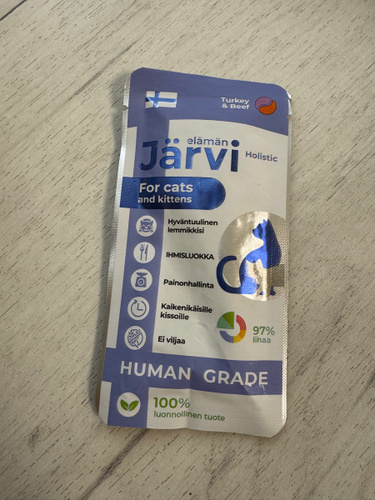 Turkey
& Beef
elämän
Järvi Holistic
For cats
and kittens
Hyväntuulinen
lemmikkisi
IHMISLUOKKA
Painonhallinta
Kaikenikäisille
kissoille
Ei viljaa
97%
lihaa
HUMAN GRADE
100%
luonnollinen tuote